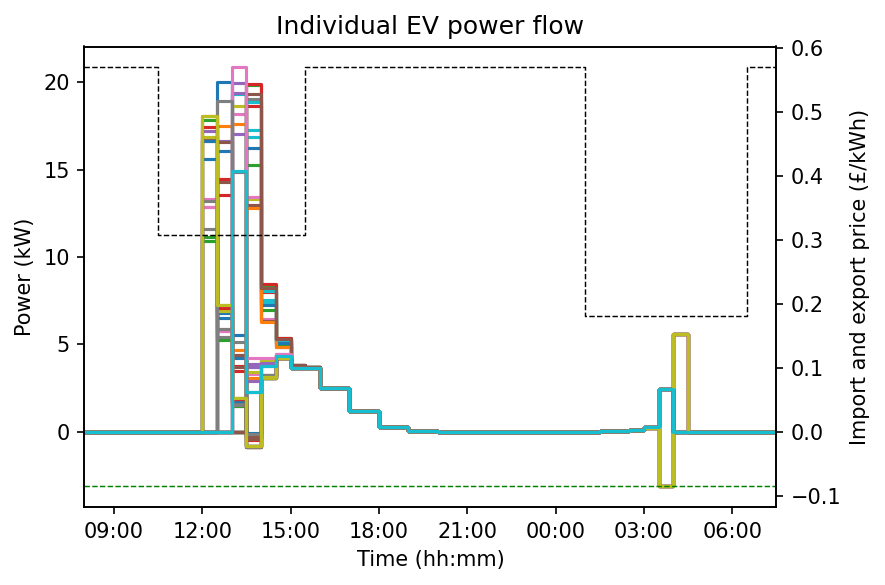 Individual EV power flow
Power (kW)
20
15
10
5
0
0.6
0.5
0.4
0.3
0.2
0.1
0.0
−0.1
Import and export price (£/kWh)
09:00 12:00 15:00 18:00 21:00 00:00 03:00 06:00
Time (hh:mm)